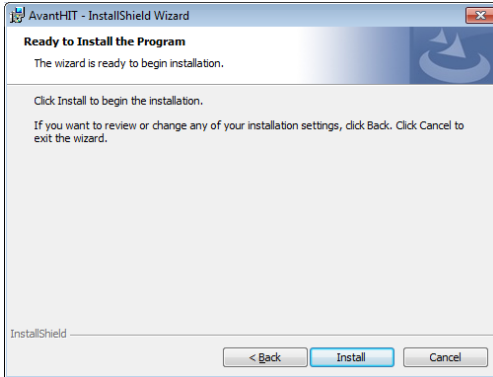 AvantHIT - InstallShield Wizard
Ready to Install the Program
The wizard is ready to begin installation.
Click Install to begin the installation.
If you want to review or change any of your installation settings, click Back. Click Cancel to
exit the wizard.
InstallShield
< Back
Install
Cancel